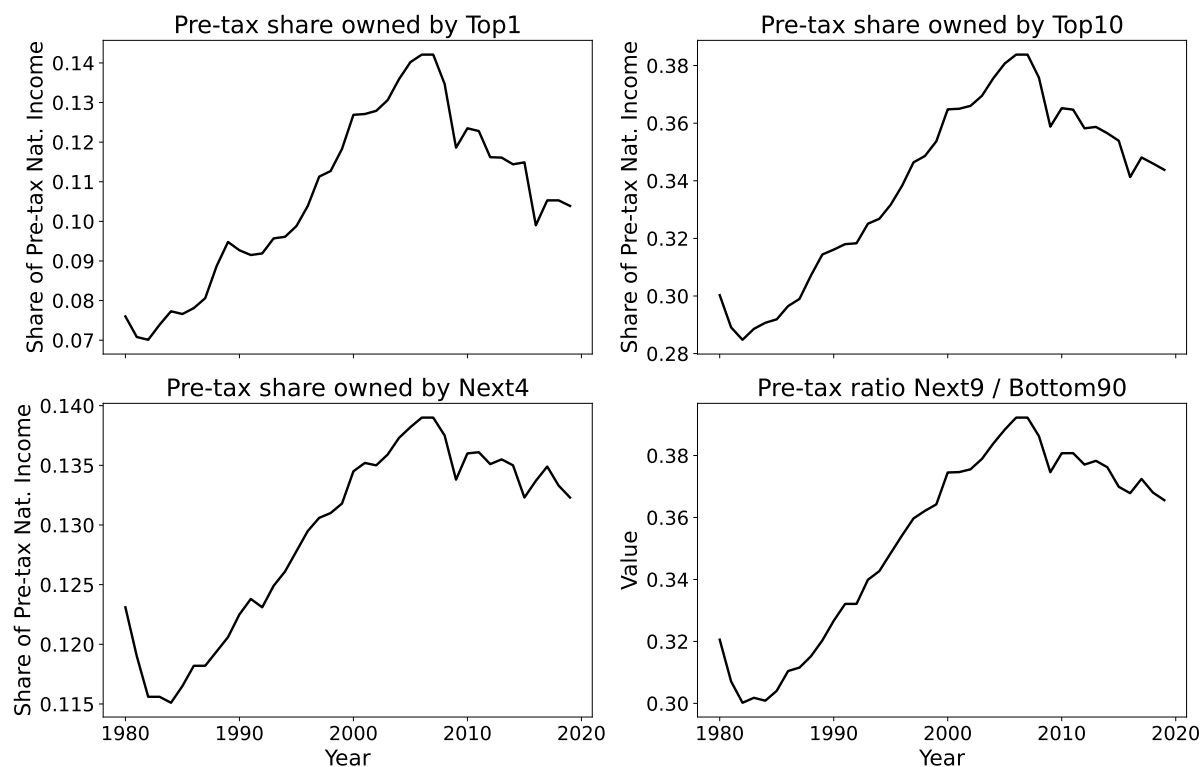 Pre-tax share owned by Top1
Share of Pre-tax Nat. Income
0.14
0.13
0.12
0.11
0.10
0.09
0.08
0.07
Pre-tax share owned by Top10
Share of Pre-tax Nat. Income
0.38
0.36
0.34
0.32
0.30
0.28
Pre-tax share owned by Next4
Share of Pre-tax Nat. Income
0.140
0.135
0.130
0.125
0.120
0.115
1980 1990 2000 2010 2020
Year
Pre-tax ratio Next9 / Bottom90
Value
0.38
0.36
0.34
0.32
0.30
1980 1990 2000 2010 2020
Year